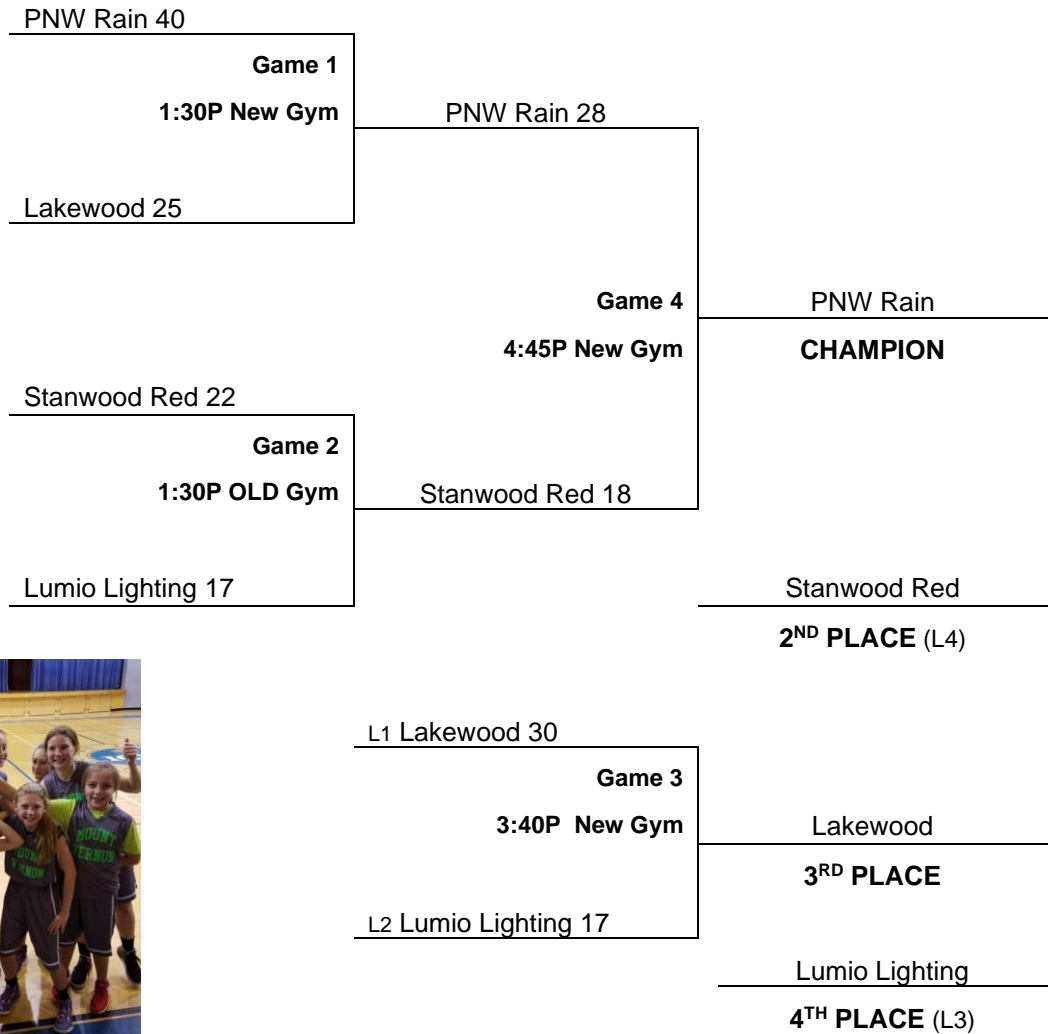 PNW Rain 40
Game 1
1:30P New Gym
PNW Rain 28
Lakewood 25
Game 4
PNW Rain
4:45P New Gym
CHAMPION
Stanwood Red 22
Game 2
1:30P OLD Gym
Stanwood Red 18
Lumio Lighting 17
Stanwood Red
2ND PLACE (L4)
L1 Lakewood 30
Game 3
3:40P New Gym
Lakewood
3RD PLACE
L2 Lumio Lighting 17
Lumio Lighting
4TH PLACE (L3)
MOUNT
VERNON